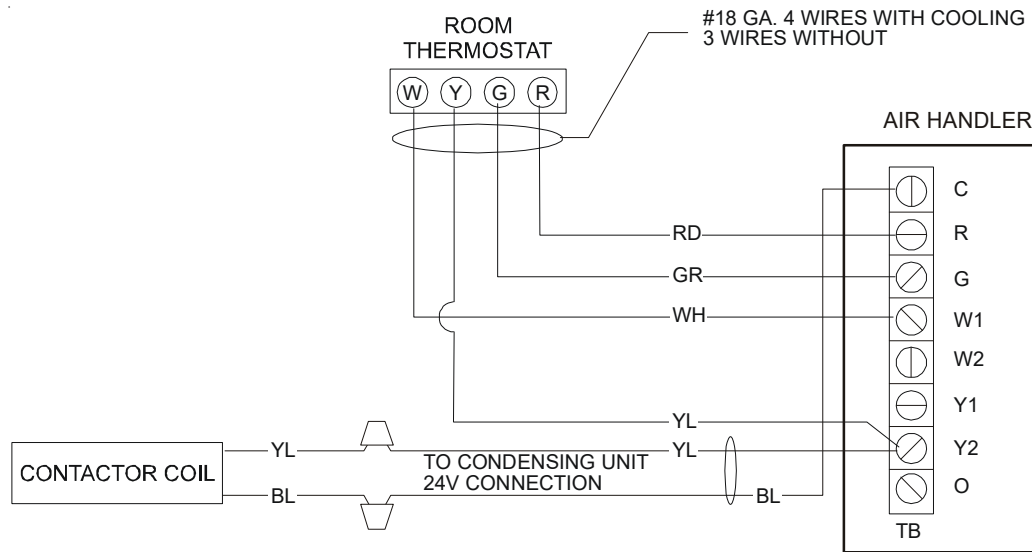 #18 GA. 4 WIRES WITH COOLING
3 WIRES WITHOUT
ROOM
THERMOSTAT
W Y G R
AIR HANDLER
C
RD
R
GR
G
WH
W1
W2
Y1
YL
YL
YL
Y2
CONTACTOR COIL
TO CONDENSING UNIT
24V CONNECTION
BL
BL
O
TB